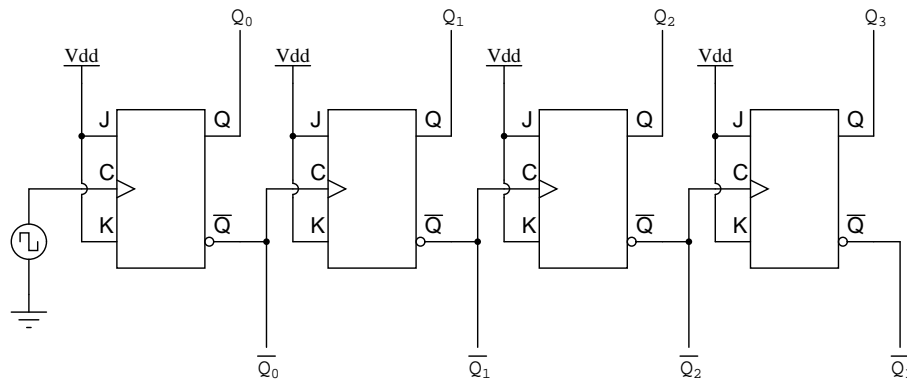 Q₀ Q₁ Q₂ Q₃
Vdd Vdd Vdd Vdd
J Q J Q J Q J Q
C C C C
K Q̅ K Q̅ K Q̅ K Q̅
Q̅₀ Q̅₁ Q̅₂